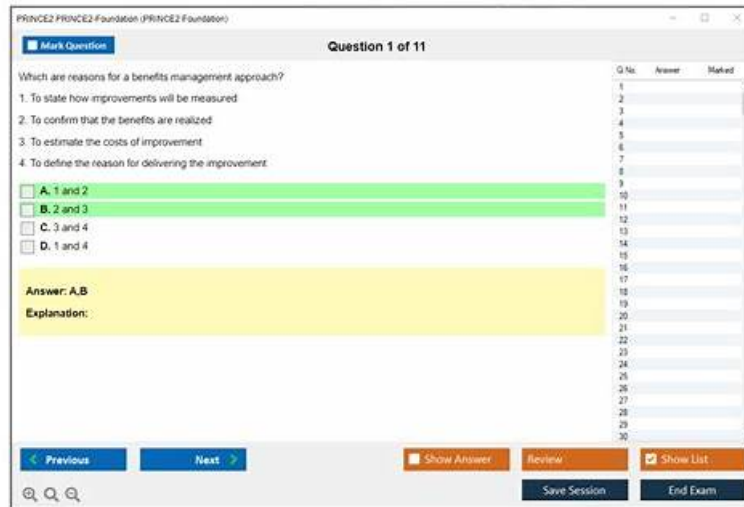 PRINCE2 PRINCE2-Foundation (PRINCE2 Foundation)
Mark Question
Question 1 of 11
Which are reasons for a benefits management approach?
1. To state how improvements will be measured
2. To confirm that the benefits are realized
3. To estimate the costs of improvement
4. To define the reason for delivering the improvement
A. 1 and 2
B. 2 and 3
C. 3 and 4
D. 1 and 4
Answer: A,B
Explanation:
Q No. Answer Marked
1
2
3
4
5
6
7
8
9
10
11
12
13
14
15
16
17
18
19
20
21
22
23
24
25
26
27
28
29
30
Previous
Next
Show Answer
Review
Show List
Save Session
End Exam